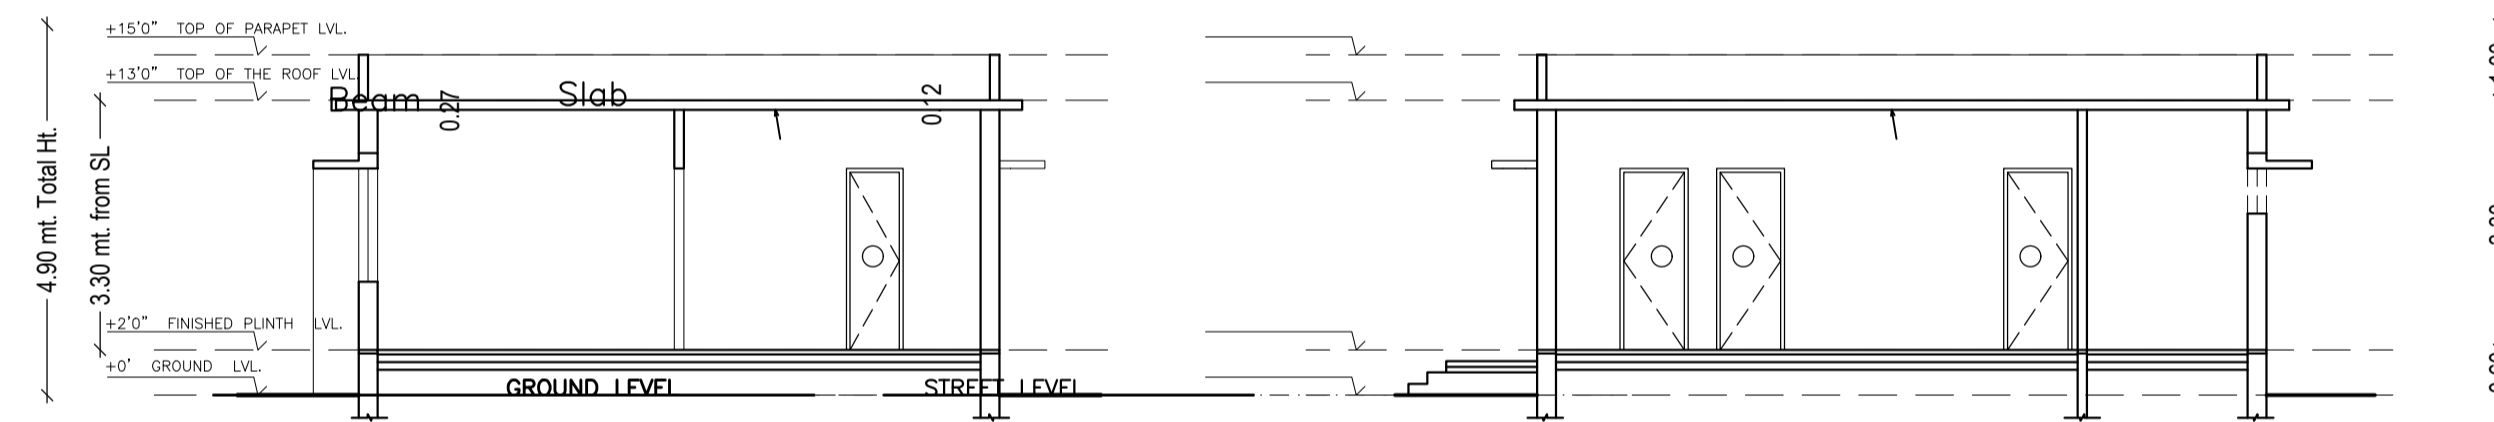 +15'0" TOP OF PARAPET LVL.
+13'0" TOP OF THE ROOF LVL.
Beam
0.27
Slab
0.12
4.90 mt. Total Ht.
3.30 mt. from SL
+2'0" FINISHED PLINTH LVL.
+0' GROUND LVL.
GROUND LEVEL
STREET LEVEL